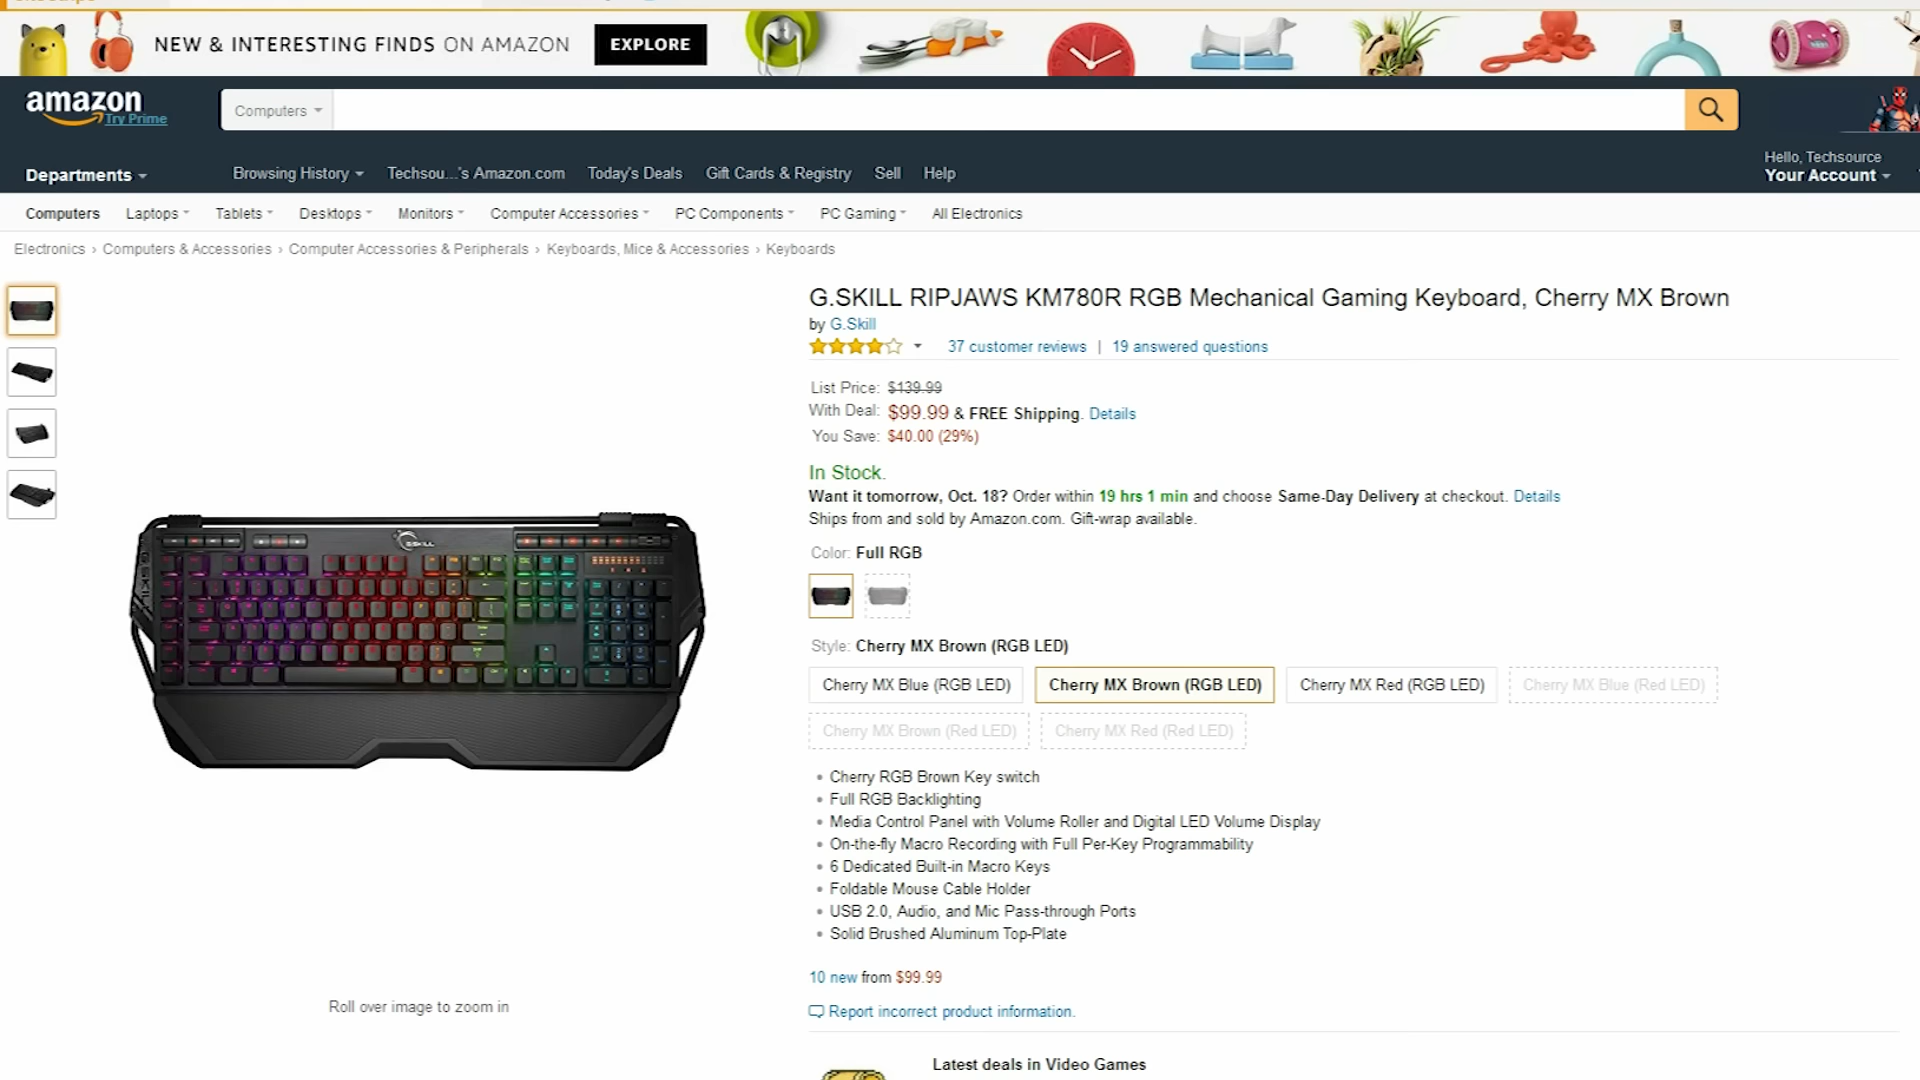 NEW & INTERESTING FINDS ON AMAZON EXPLORE
amazon
Try Prime
Computers
Hello, Techsource
Departments Browsing History Techsou...'s Amazon.com Today's Deals Gift Cards & Registry Sell Help Your Account
Computers Laptops Tablets Desktops Monitors Computer Accessories PC Components PC Gaming All Electronics
Electronics › Computers & Accessories › Computer Accessories & Peripherals › Keyboards, Mice & Accessories › Keyboards
G.SKILL RIPJAWS KM780R RGB Mechanical Gaming Keyboard, Cherry MX Brown
by G.Skill
37 customer reviews | 19 answered questions
List Price: $139.99
With Deal: $99.99 & FREE Shipping. Details
You Save: $40.00 (29%)
In Stock.
Want it tomorrow, Oct. 18? Order within 19 hrs 1 min and choose Same-Day Delivery at checkout. Details
Ships from and sold by Amazon.com. Gift-wrap available.
Color: Full RGB
Style: Cherry MX Brown (RGB LED)
Cherry MX Blue (RGB LED) Cherry MX Brown (RGB LED) Cherry MX Red (RGB LED) Cherry MX Blue (Red LED)
Cherry MX Brown (Red LED) Cherry MX Red (Red LED)
• Cherry RGB Brown Key switch
• Full RGB Backlighting
• Media Control Panel with Volume Roller and Digital LED Volume Display
• On-the-fly Macro Recording with Full Per-Key Programmability
• 6 Dedicated Built-in Macro Keys
• Foldable Mouse Cable Holder
• USB 2.0, Audio, and Mic Pass-through Ports
• Solid Brushed Aluminum Top-Plate
10 new from $99.99
Report incorrect product information.
Latest deals in Video Games
G.SKILL
Roll over image to zoom in